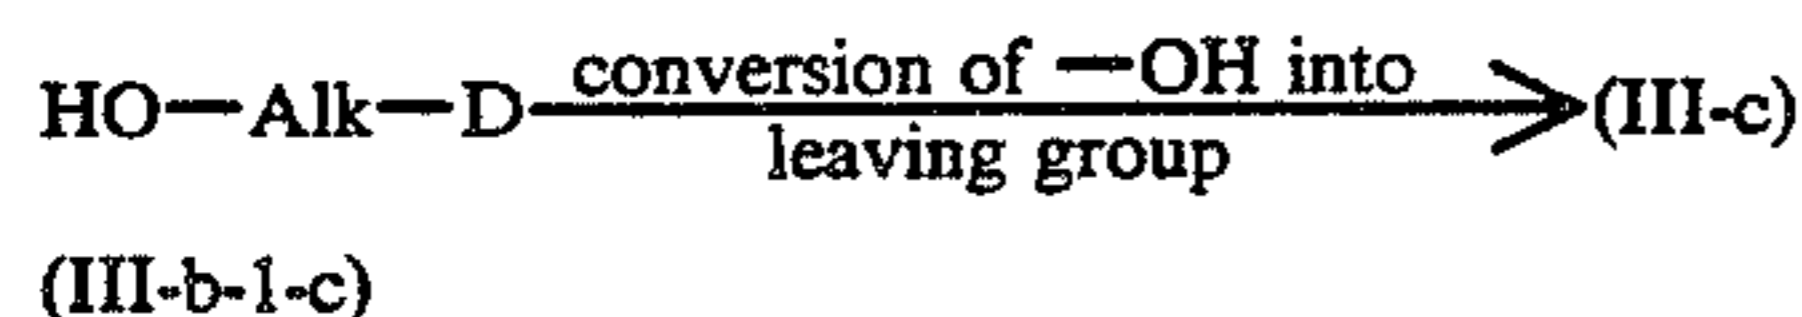 conversion of —OH into
HO—Alk—D (III-c)
leaving group
(III-b-1-c)